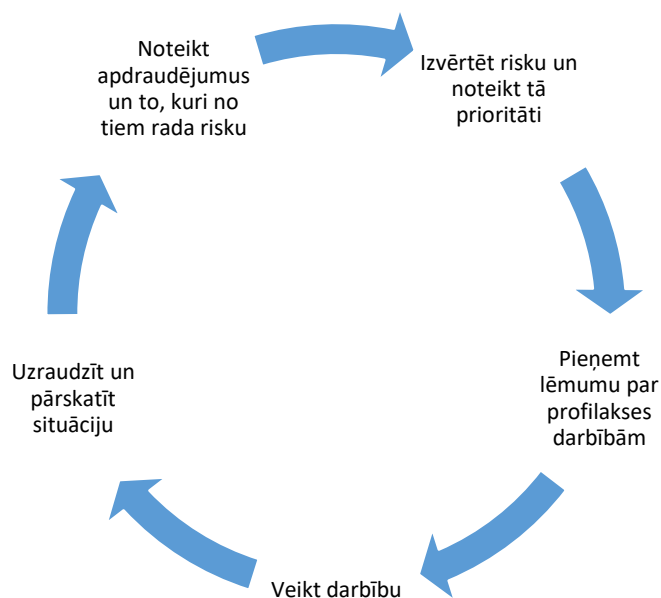 Noteikt
apdraudējumus
un to, kuri no
tiem rada risku
Izvērtēt risku un
noteikt tā
prioritāti
Pieņemt
lēmumu par
profilakses
darbībām
Veikt darbību
Uzraudzīt un
pārskatīt
situāciju